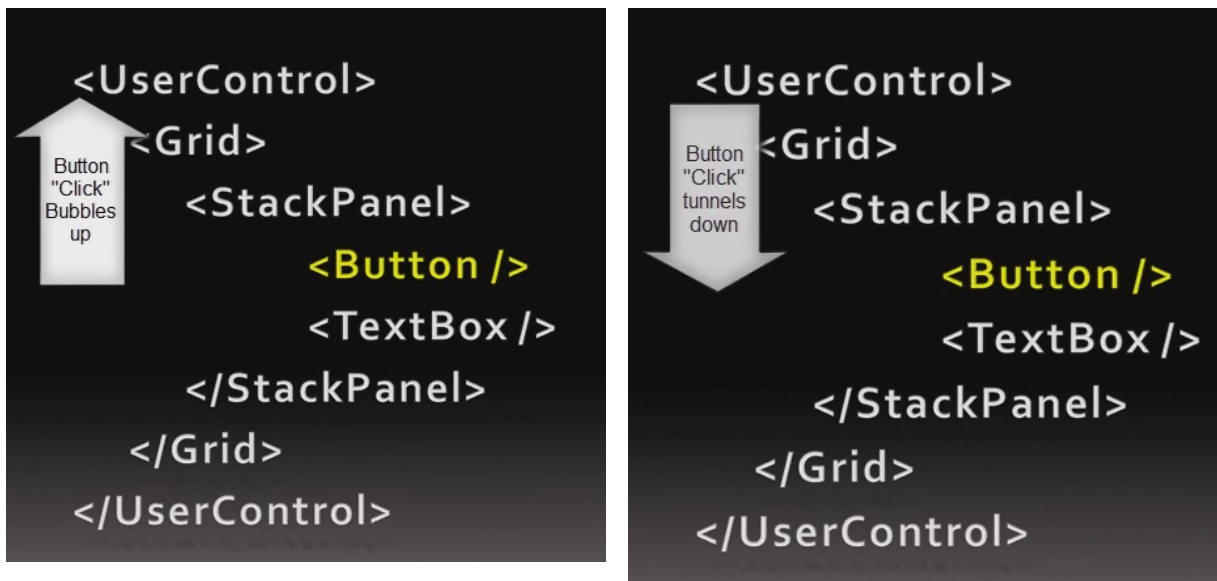 <UserControl>
<Grid>
Button
"Click"
Bubbles
up
<StackPanel>
<Button />
<TextBox />
</StackPanel>
</Grid>
</UserControl>
<UserControl>
<Grid>
Button
"Click"
tunnels
down
<StackPanel>
<Button />
<TextBox />
</StackPanel>
</Grid>
</UserControl>